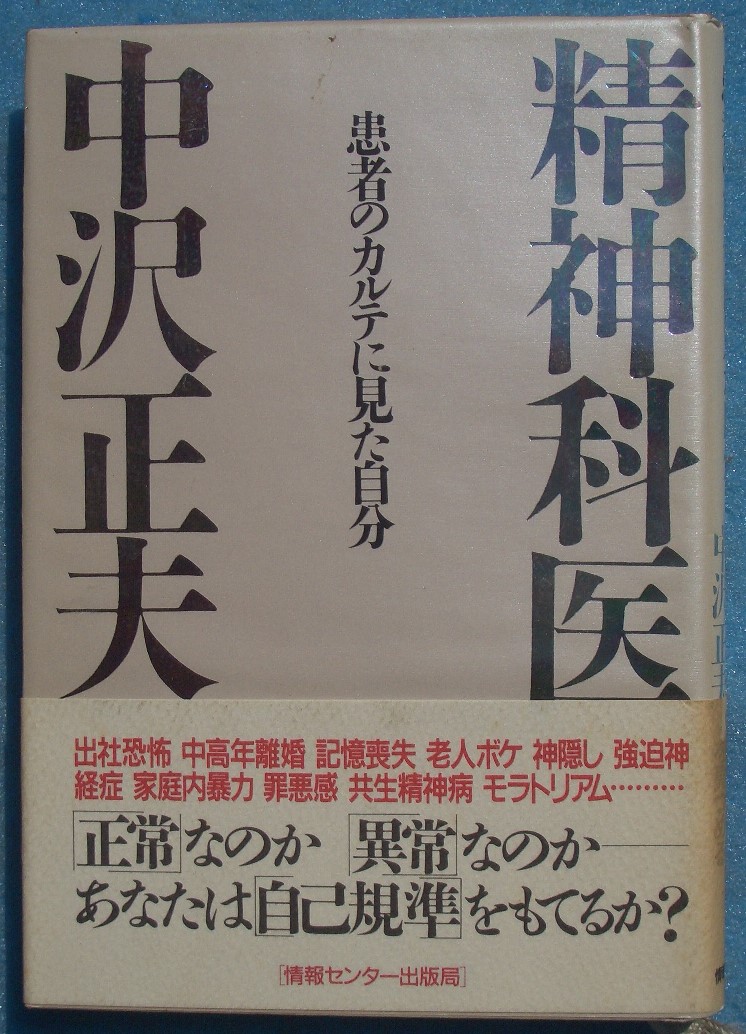 精神科医
患者のカルテに見た自分
中沢正夫
出社恐怖 中高年離婚 記憶喪失 老人ボケ 神隠し 強迫神
経症 家庭内暴力 罪悪感 共生精神病 モラトリアム………
「正常」なのか 「異常」なのか――
あなたは「自己規準」をもてるか?
[情報センター出版局]
中沢正夫